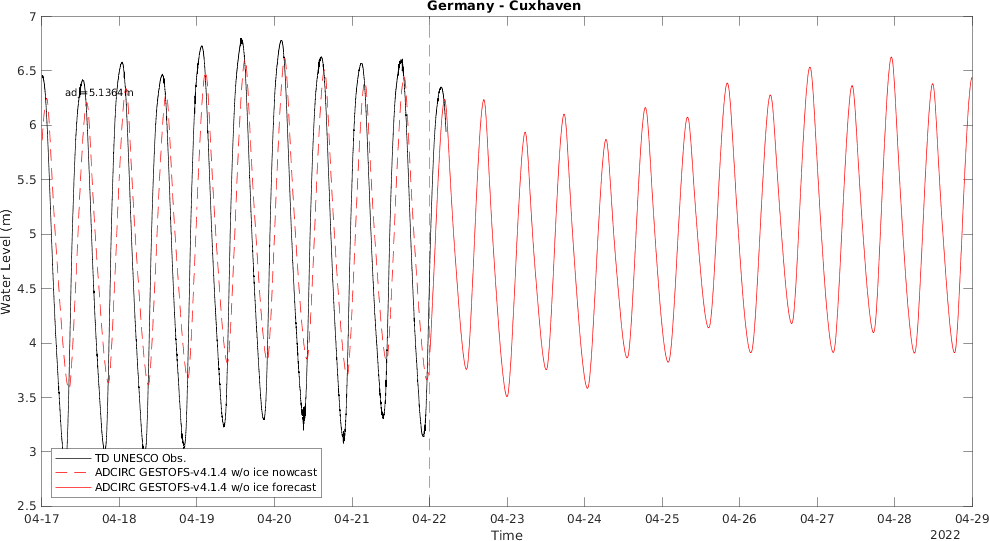 Germany - Cuxhaven
7
6.5
adj=5.1364m
6
5.5
5
4.5
4
3.5
3
2.5
Water Level (m)
TD UNESCO Obs.
ADCIRC GESTOFS-v4.1.4 w/o ice nowcast
ADCIRC GESTOFS-v4.1.4 w/o ice forecast
04-17 04-18 04-19 04-20 04-21 04-22 04-23 04-24 04-25 04-26 04-27 04-28 04-29
Time
2022